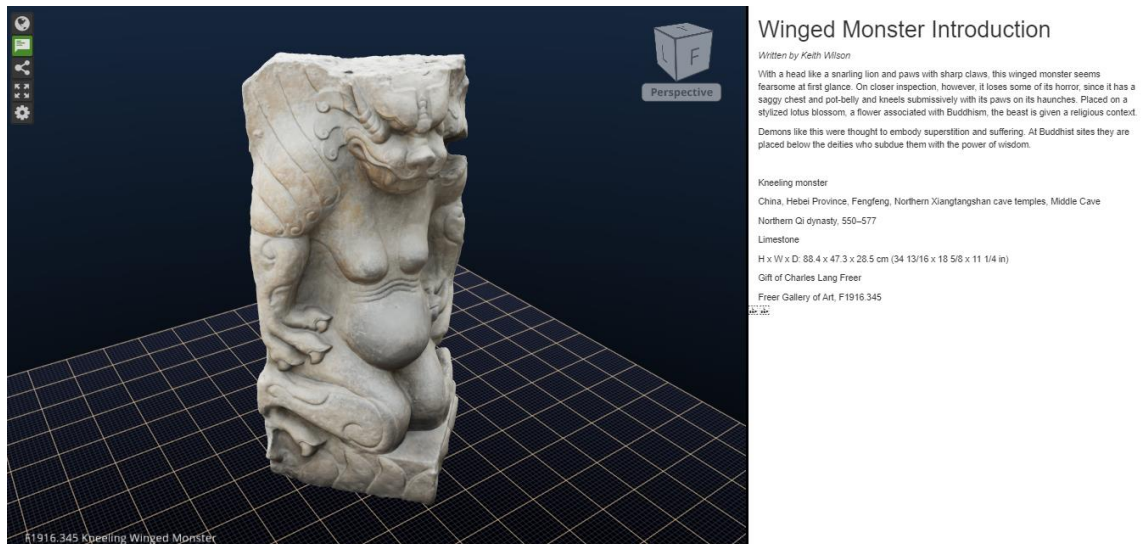 Perspective
L
F
F1916.345 Kneeling Winged Monster
Winged Monster Introduction
Written by Keith Wilson
With a head like a snarling lion and paws with sharp claws, this winged monster seems
fearsome at first glance. On closer inspection, however, it loses some of its horror, since it has a
saggy chest and pot-belly and kneels submissively with its paws on its haunches. Placed on a
stylized lotus blossom, a flower associated with Buddhism, the beast is given a religious context.
Demons like this were thought to embody superstition and suffering. At Buddhist sites they are
placed below the deities who subdue them with the power of wisdom.
Kneeling monster
China, Hebei Province, Fengfeng, Northern Xiangtangshan cave temples, Middle Cave
Northern Qi dynasty, 550–577
Limestone
H x W x D: 88.4 x 47.3 x 28.5 cm (34 13/16 x 18 5/8 x 11 1/4 in)
Gift of Charles Lang Freer
Freer Gallery of Art, F1916.345